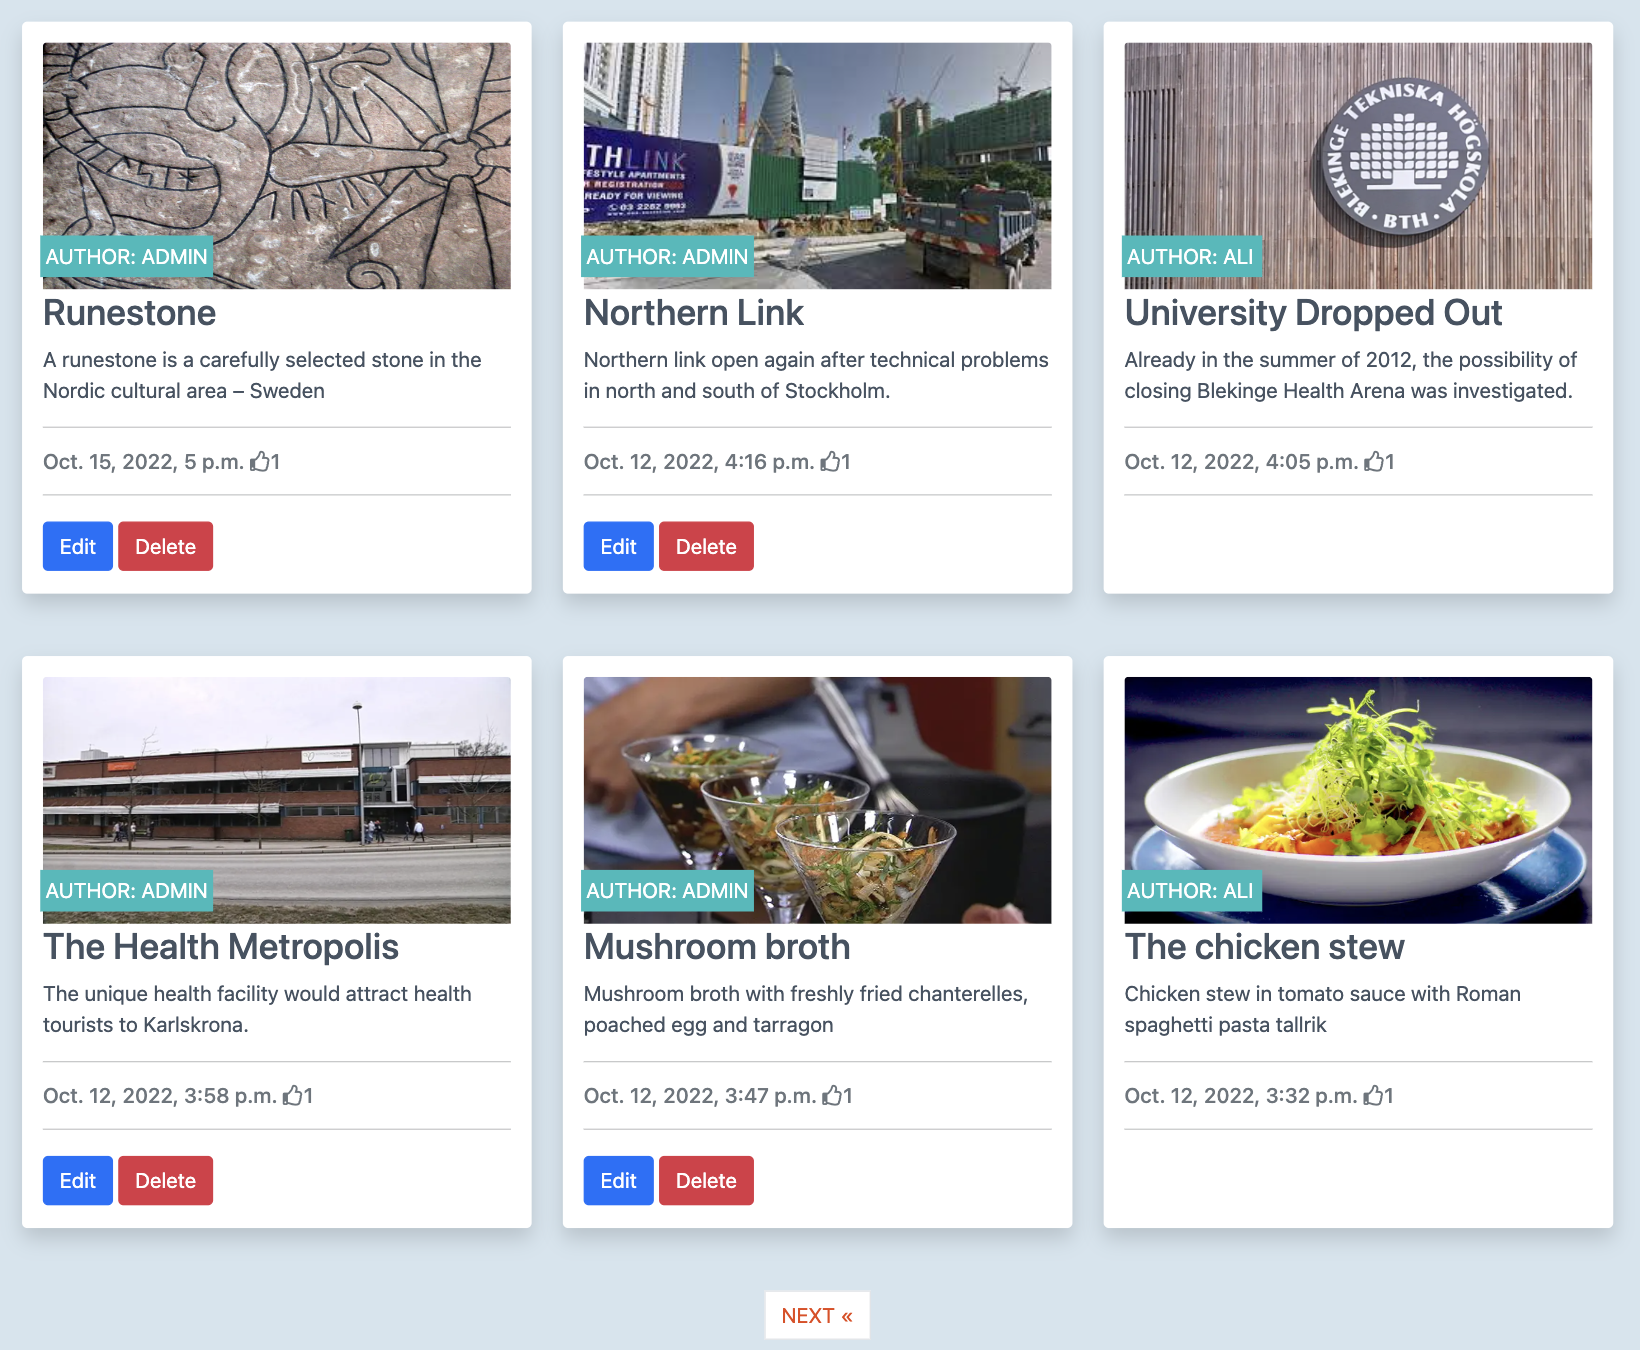 AUTHOR: ADMIN
Runestone
A runestone is a carefully selected stone in the
Nordic cultural area – Sweden
Oct. 15, 2022, 5 p.m. 1
Edit Delete
THLINK
ESTYLE APARTMENTS
REGISTRATION
READY FOR VIEWING
AUTHOR: ADMIN
Northern Link
Northern link open again after technical problems
in north and south of Stockholm.
Oct. 12, 2022, 4:16 p.m. 1
Edit Delete
BLEKINGE TEKNISKA HÖGSKOLA
· BTH ·
AUTHOR: ALI
University Dropped Out
Already in the summer of 2012, the possibility of
closing Blekinge Health Arena was investigated.
Oct. 12, 2022, 4:05 p.m. 1
AUTHOR: ADMIN
The Health Metropolis
The unique health facility would attract health
tourists to Karlskrona.
Oct. 12, 2022, 3:58 p.m. 1
Edit Delete
AUTHOR: ADMIN
Mushroom broth
Mushroom broth with freshly fried chanterelles,
poached egg and tarragon
Oct. 12, 2022, 3:47 p.m. 1
Edit Delete
AUTHOR: ALI
The chicken stew
Chicken stew in tomato sauce with Roman
spaghetti pasta tallrik
Oct. 12, 2022, 3:32 p.m. 1
NEXT «